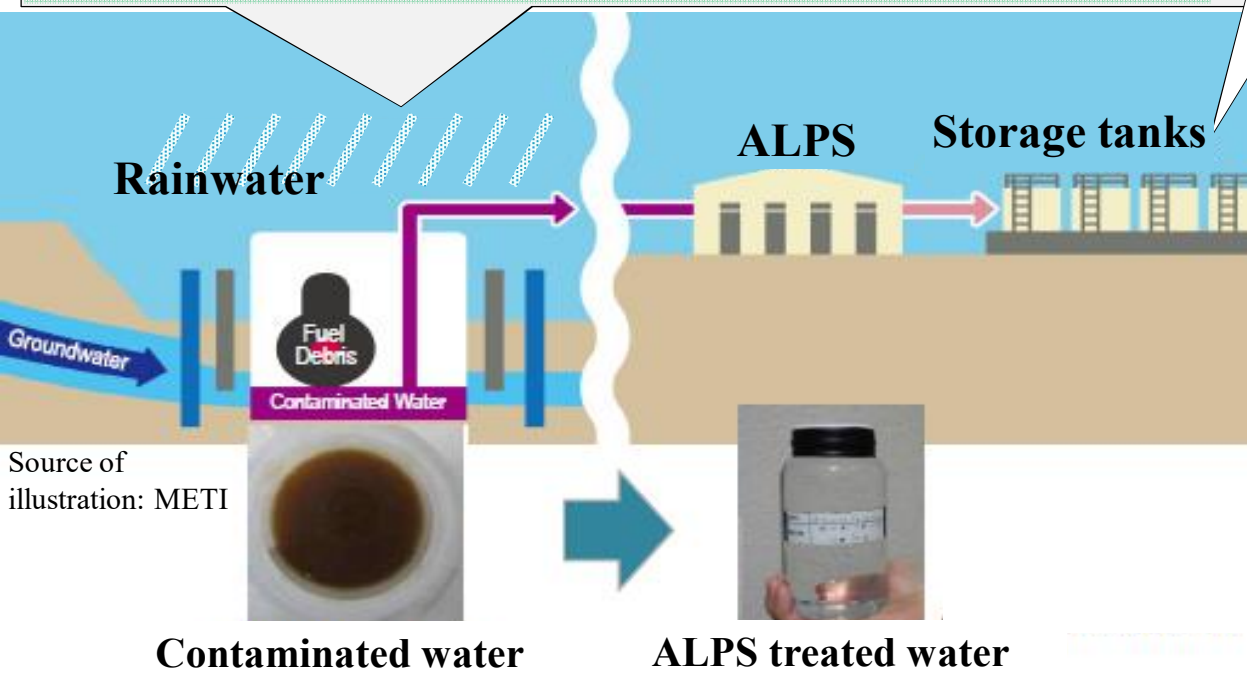 Rainwater
ALPS
Storage tanks
Groundwater
Fuel
Debris
Contaminated Water
Source of
illustration: METI
Contaminated water
ALPS treated water